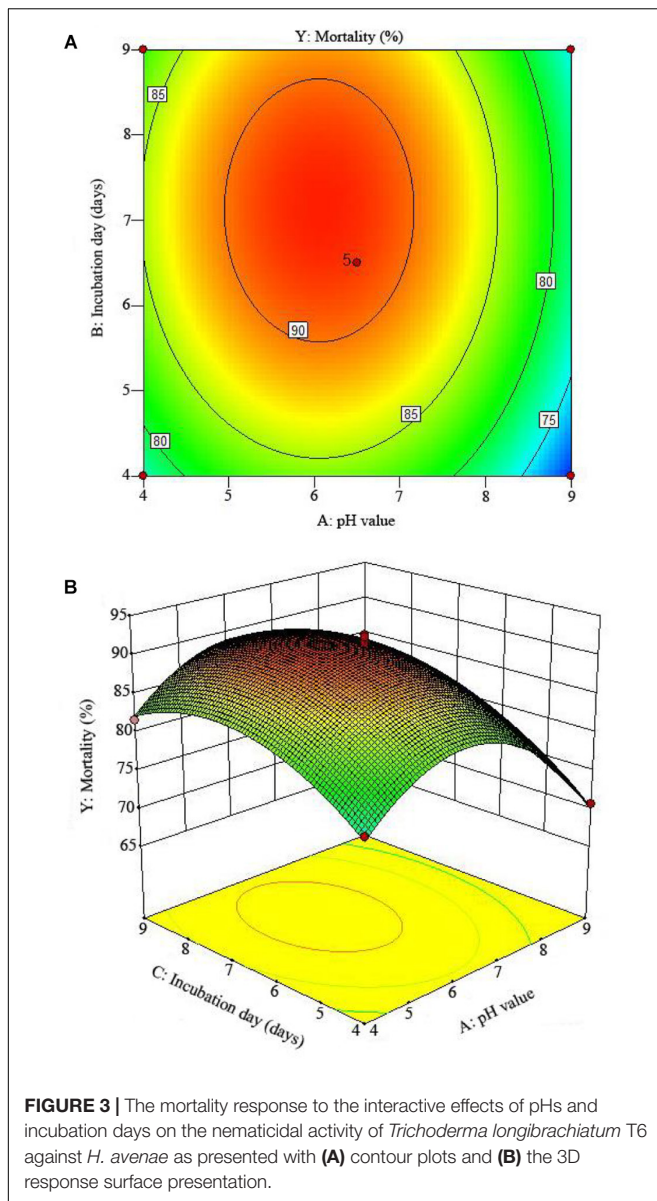 A
Y: Mortality (%)
9
8
7
6
5
4
B: Incubation day (days)
85
80
90
85
80
75
5
4 5 6 7 8 9
A: pH value
B
95
90
85
80
75
70
65
Y: Mortality (%)
9 8 7 6 5 4
C: Incubation day (days)
4 5 6 7 8 9
A: pH value
FIGURE 3 | The mortality response to the interactive effects of pHs and
incubation days on the nematicidal activity of Trichoderma longibrachiatum T6
against H. avenae as presented with (A) contour plots and (B) the 3D
response surface presentation.